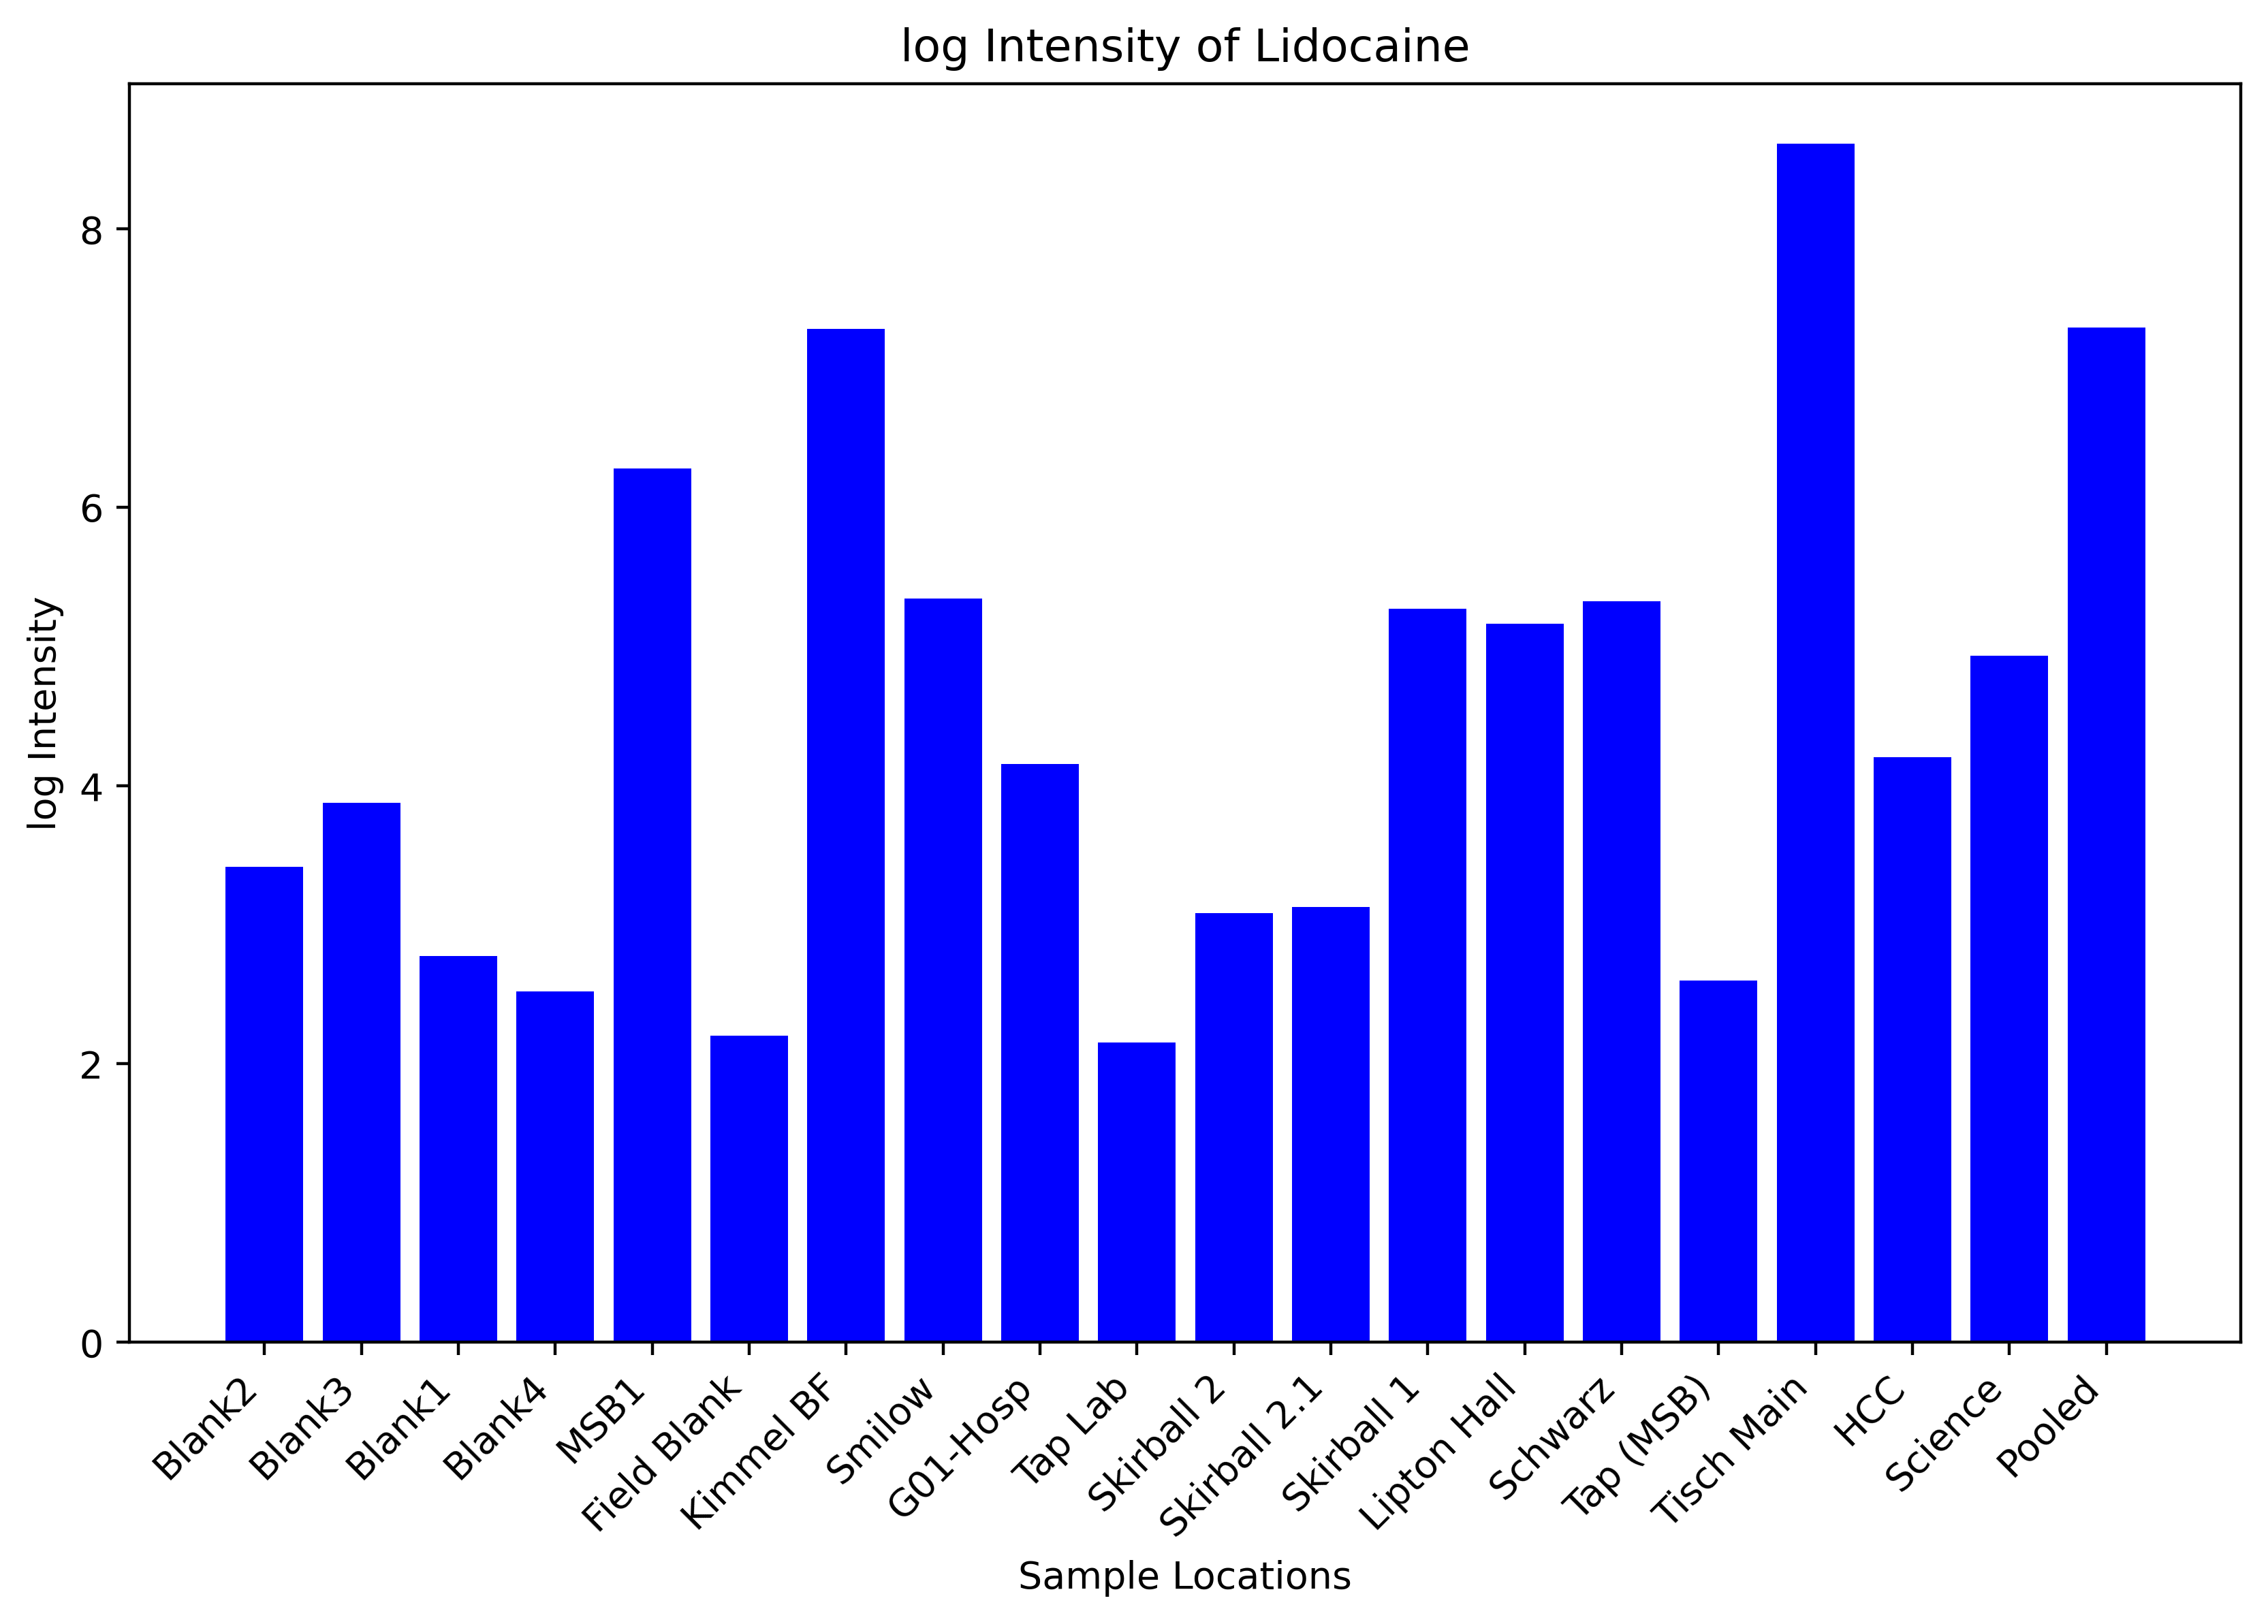 log Intensity of Lidocaine
log Intensity
8
6
4
2
0
Blank2
Blank3
Blank1
Blank4
MSB1
Field Blank
Kimmel BF
Smilow
G01-Hosp
Tap Lab
Skirball 2
Skirball 2.1
Skirball 1
Lipton Hall
Schwarz
Tap (MSB)
Tisch Main
HCC
Science
Pooled
Sample Locations